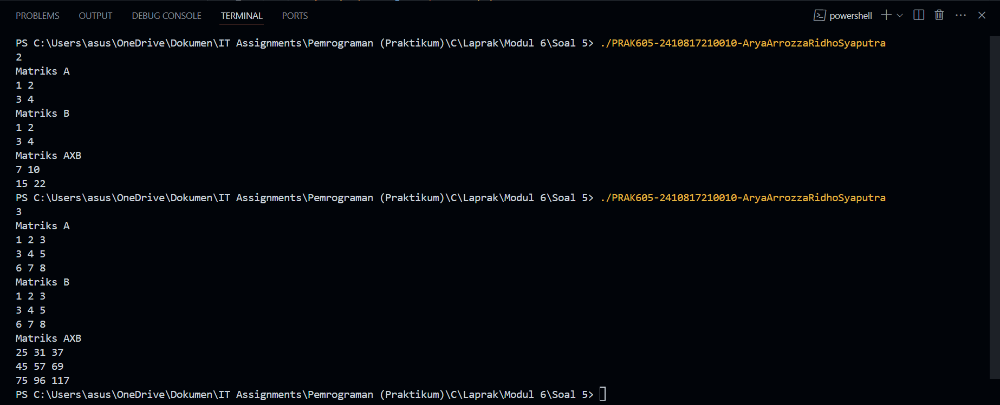 PROBLEMS OUTPUT DEBUG CONSOLE TERMINAL PORTS powershell
PS C:\Users\asus\OneDrive\Dokumen\IT Assignments\Pemrograman (Praktikum)\C\Laprak\Modul 6\Soal 5> ./PRAK605-2410817210010-AryaArrozzaRidhoSyaputra
2
Matriks A
1 2
3 4
Matriks B
1 2
3 4
Matriks AXB
7 10
15 22
PS C:\Users\asus\OneDrive\Dokumen\IT Assignments\Pemrograman (Praktikum)\C\Laprak\Modul 6\Soal 5> ./PRAK605-2410817210010-AryaArrozzaRidhoSyaputra
3
Matriks A
1 2 3
3 4 5
6 7 8
Matriks B
1 2 3
3 4 5
6 7 8
Matriks AXB
25 31 37
45 57 69
75 96 117
PS C:\Users\asus\OneDrive\Dokumen\IT Assignments\Pemrograman (Praktikum)\C\Laprak\Modul 6\Soal 5>